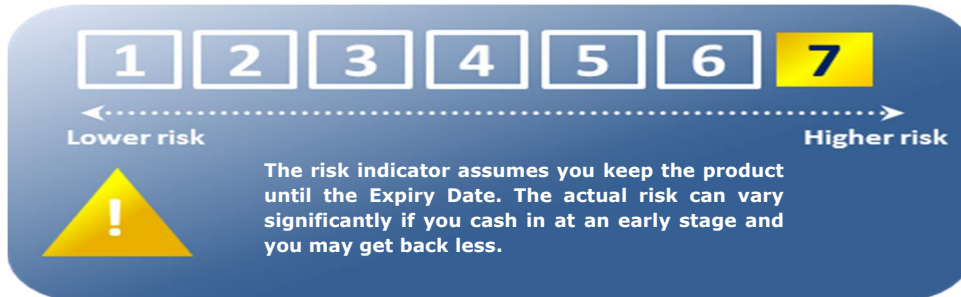 1 2 3 4 5 6 7
Lower risk Higher risk
The risk indicator assumes you keep the product
until the Expiry Date. The actual risk can vary
significantly if you cash in at an early stage and
you may get back less.
!